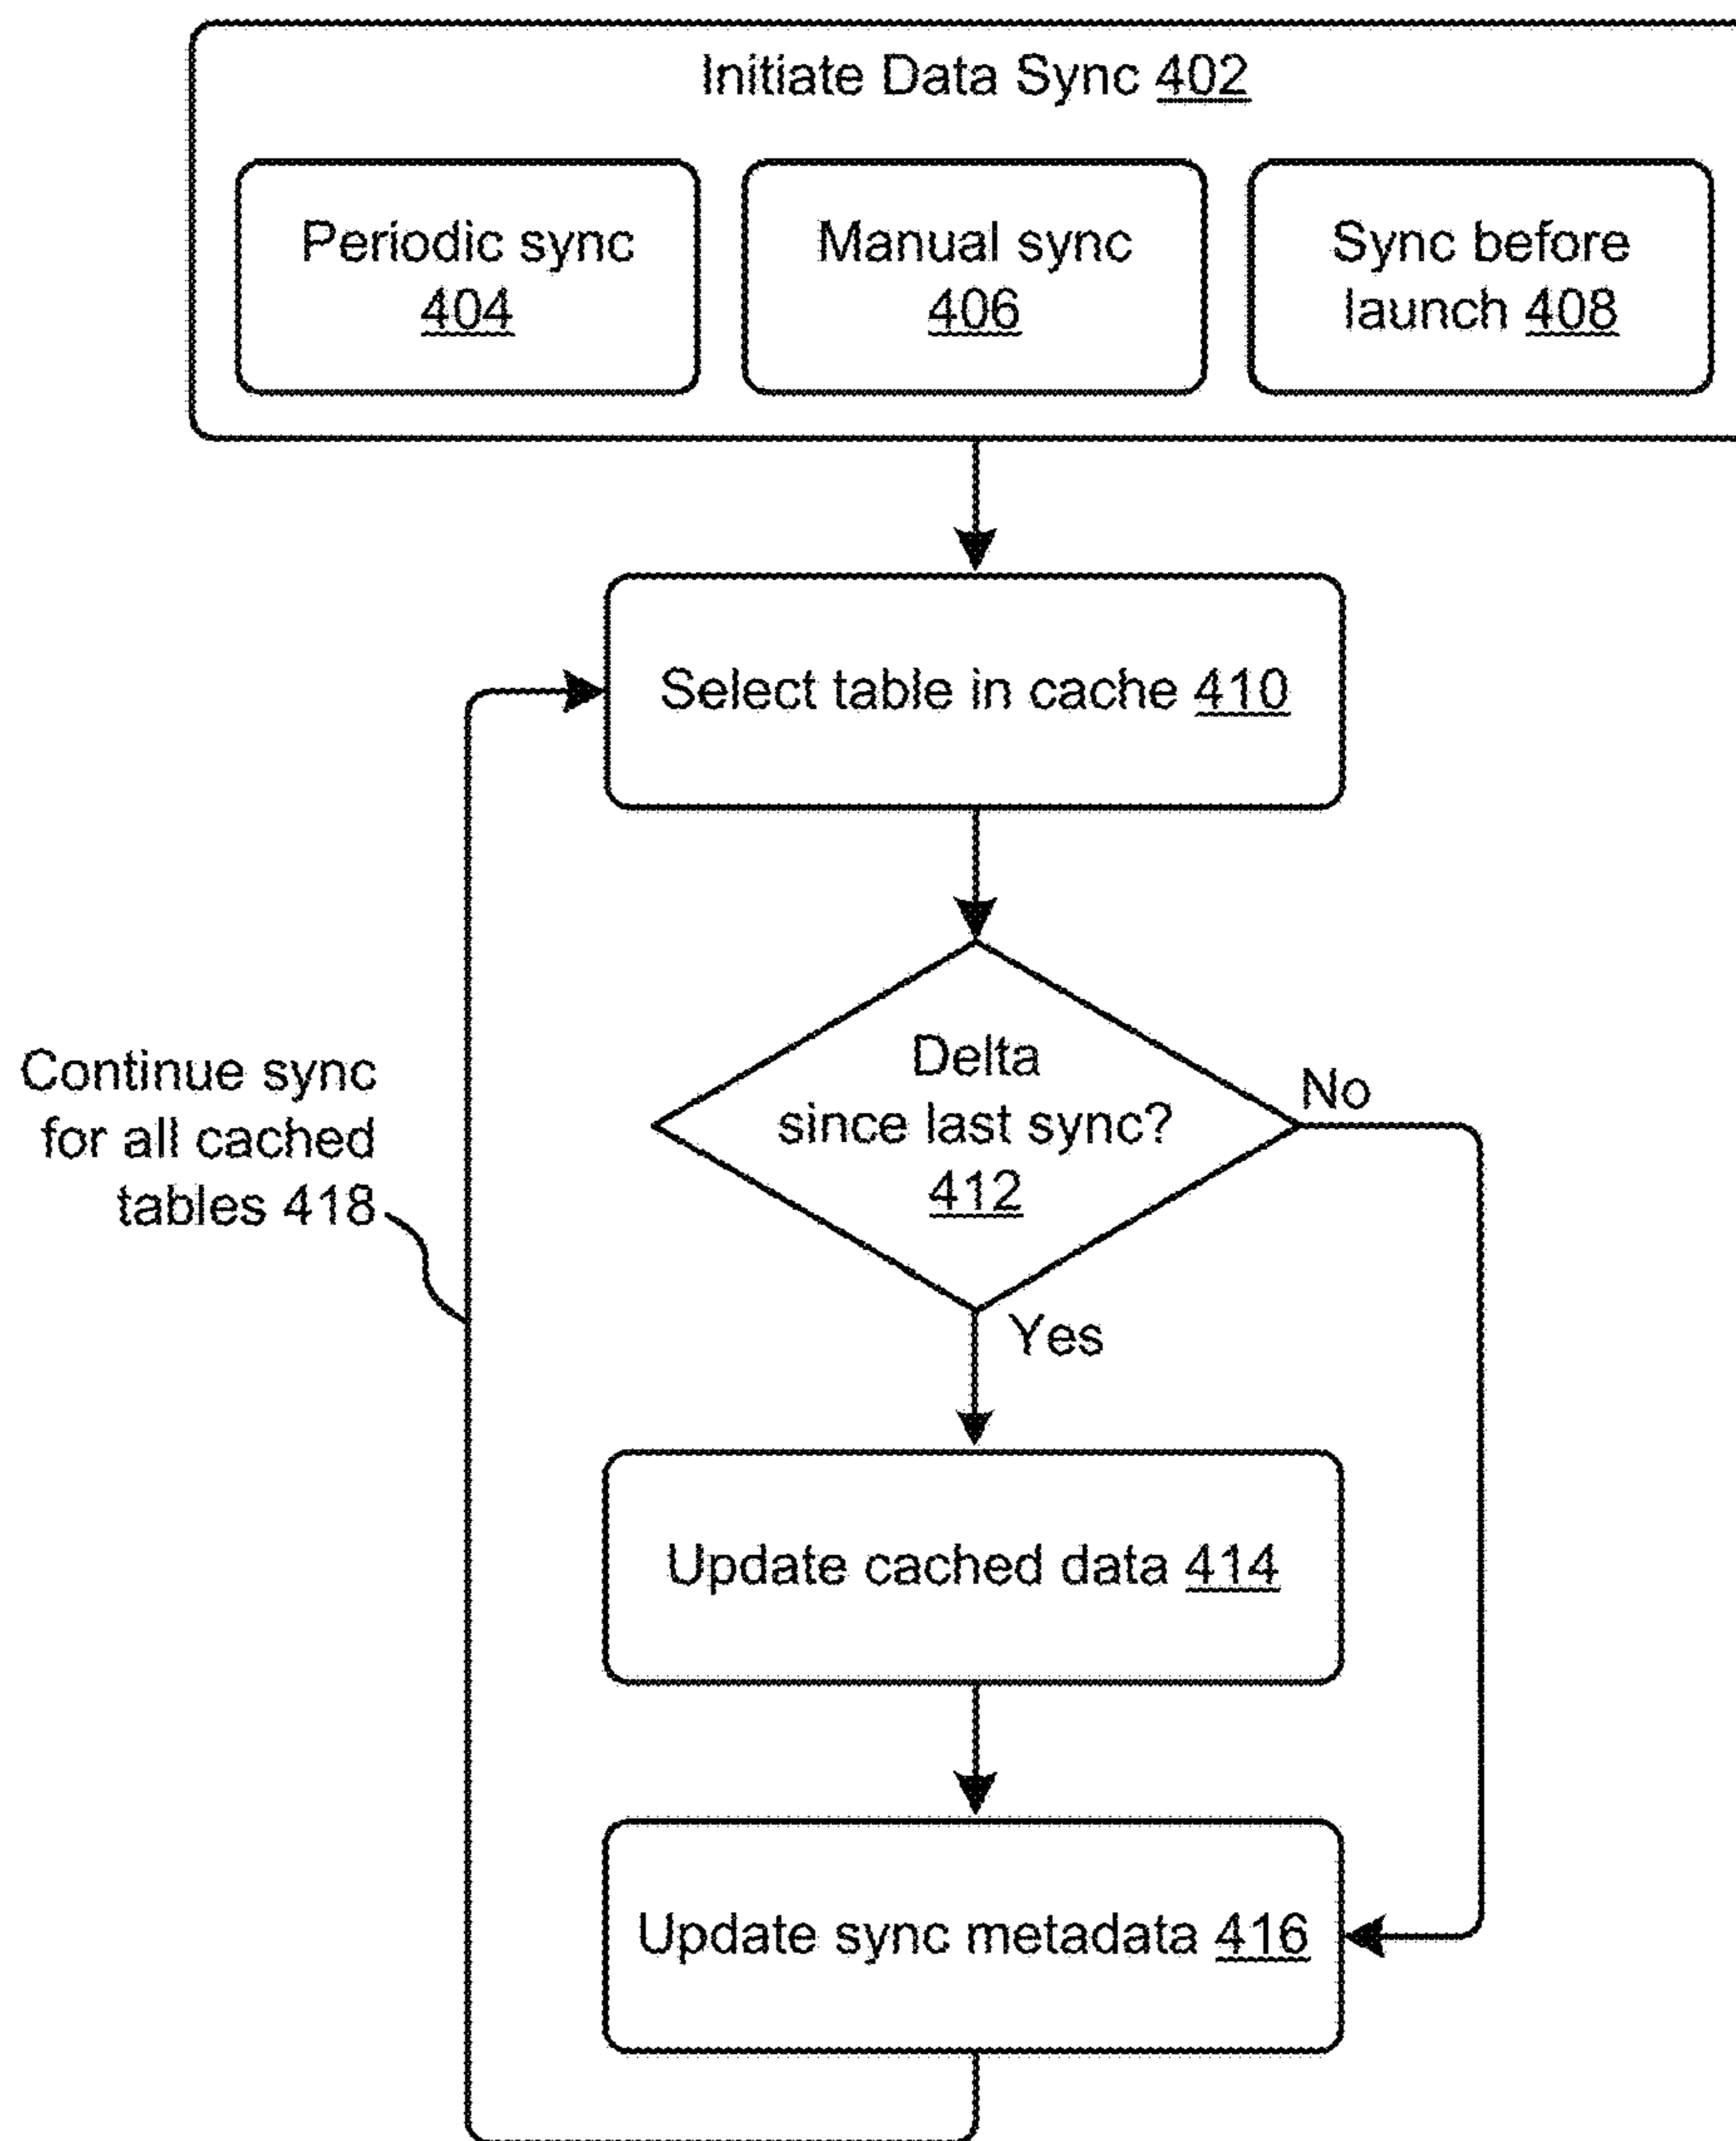 Initiate Data Sync 402
Periodic sync
404
Manual sync
406
Sync before
launch 408
Select table in cache 410
Delta
since last sync?
412
No
Continue sync
for all cached
tables 418
Yes
Update cached data 414
Update sync metadata 416